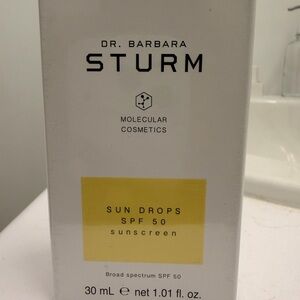 DR. BARBARA
STURM
MOLECULAR
COSMETICS
SUN DROPS
SPF 50
sunscreen
Broad spectrum SPF 50
30 mL ℮ net 1.01 fl. oz.